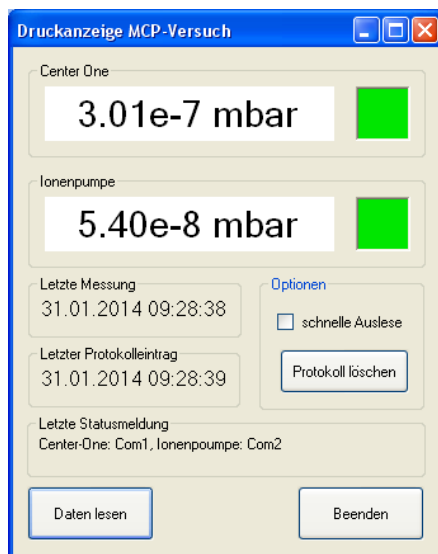 Druckanzeige MCP-Versuch
Center One
3.01e-7 mbar
Ionenpumpe
5.40e-8 mbar
Letzte Messung
31.01.2014 09:28:38
Optionen
schnelle Auslese
Letzter Protokolleintrag
31.01.2014 09:28:39
Protokoll löschen
Letzte Statusmeldung
Center-One: Com1, Ionenpoumpe: Com2
Daten lesen
Beenden